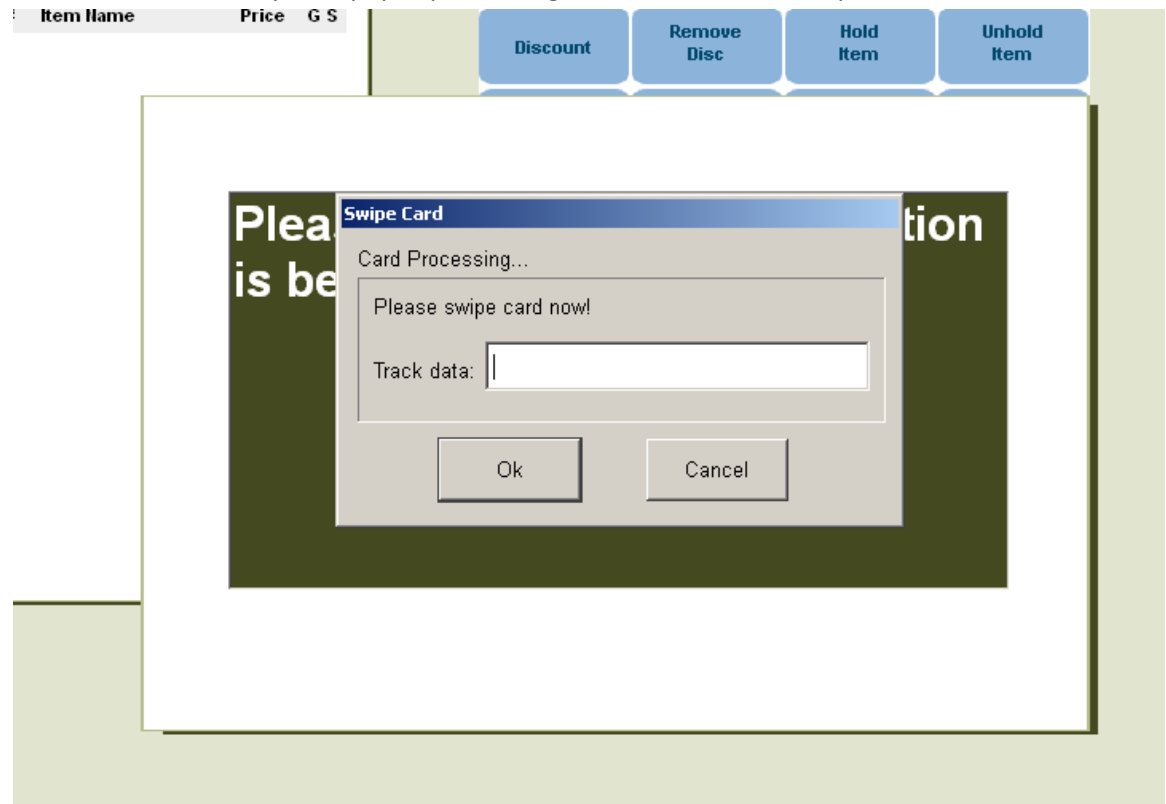 Item Name Price G S
Discount
Remove
Disc
Hold
Item
Unhold
Item
Swipe Card
Card Processing...
Please swipe card now!
Track data:
Ok Cancel